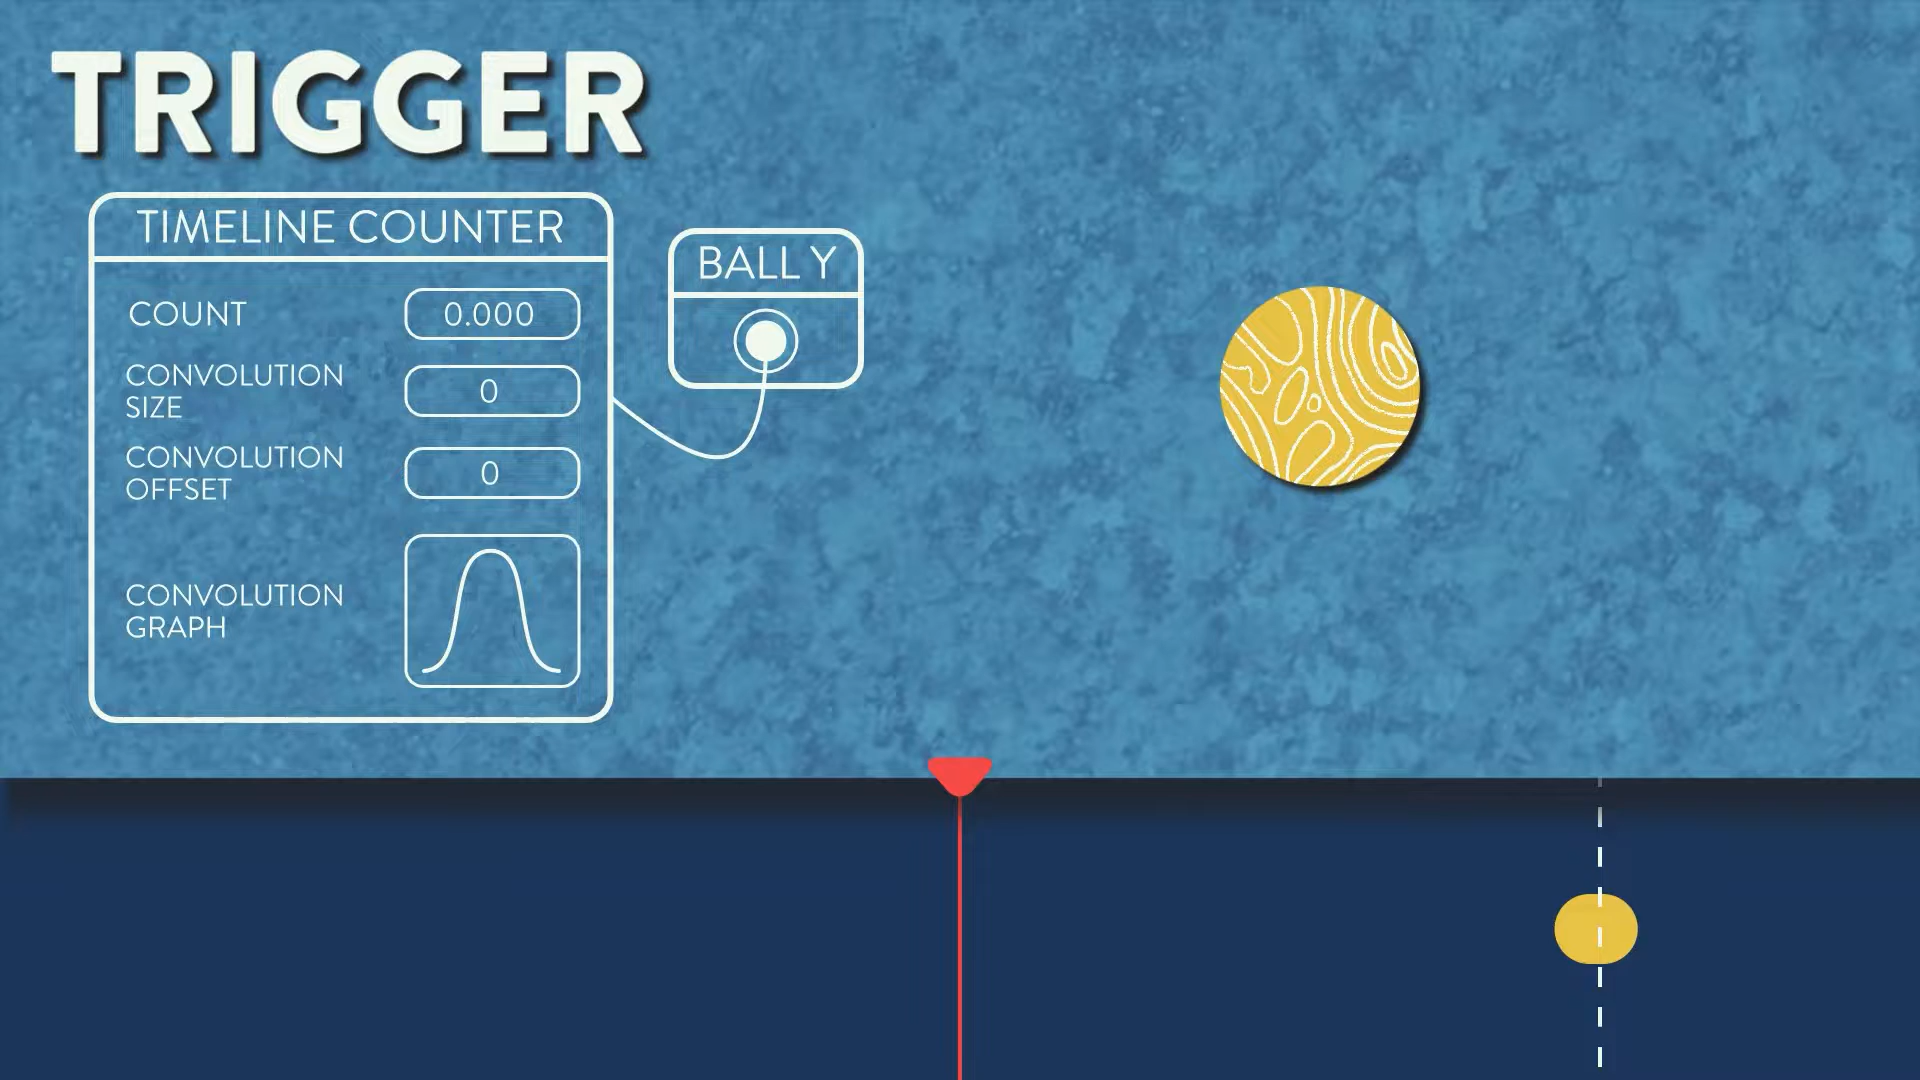 TRIGGER
TIMELINE COUNTER
COUNT
0.000
CONVOLUTION
SIZE
0
CONVOLUTION
OFFSET
0
CONVOLUTION
GRAPH
BALL Y